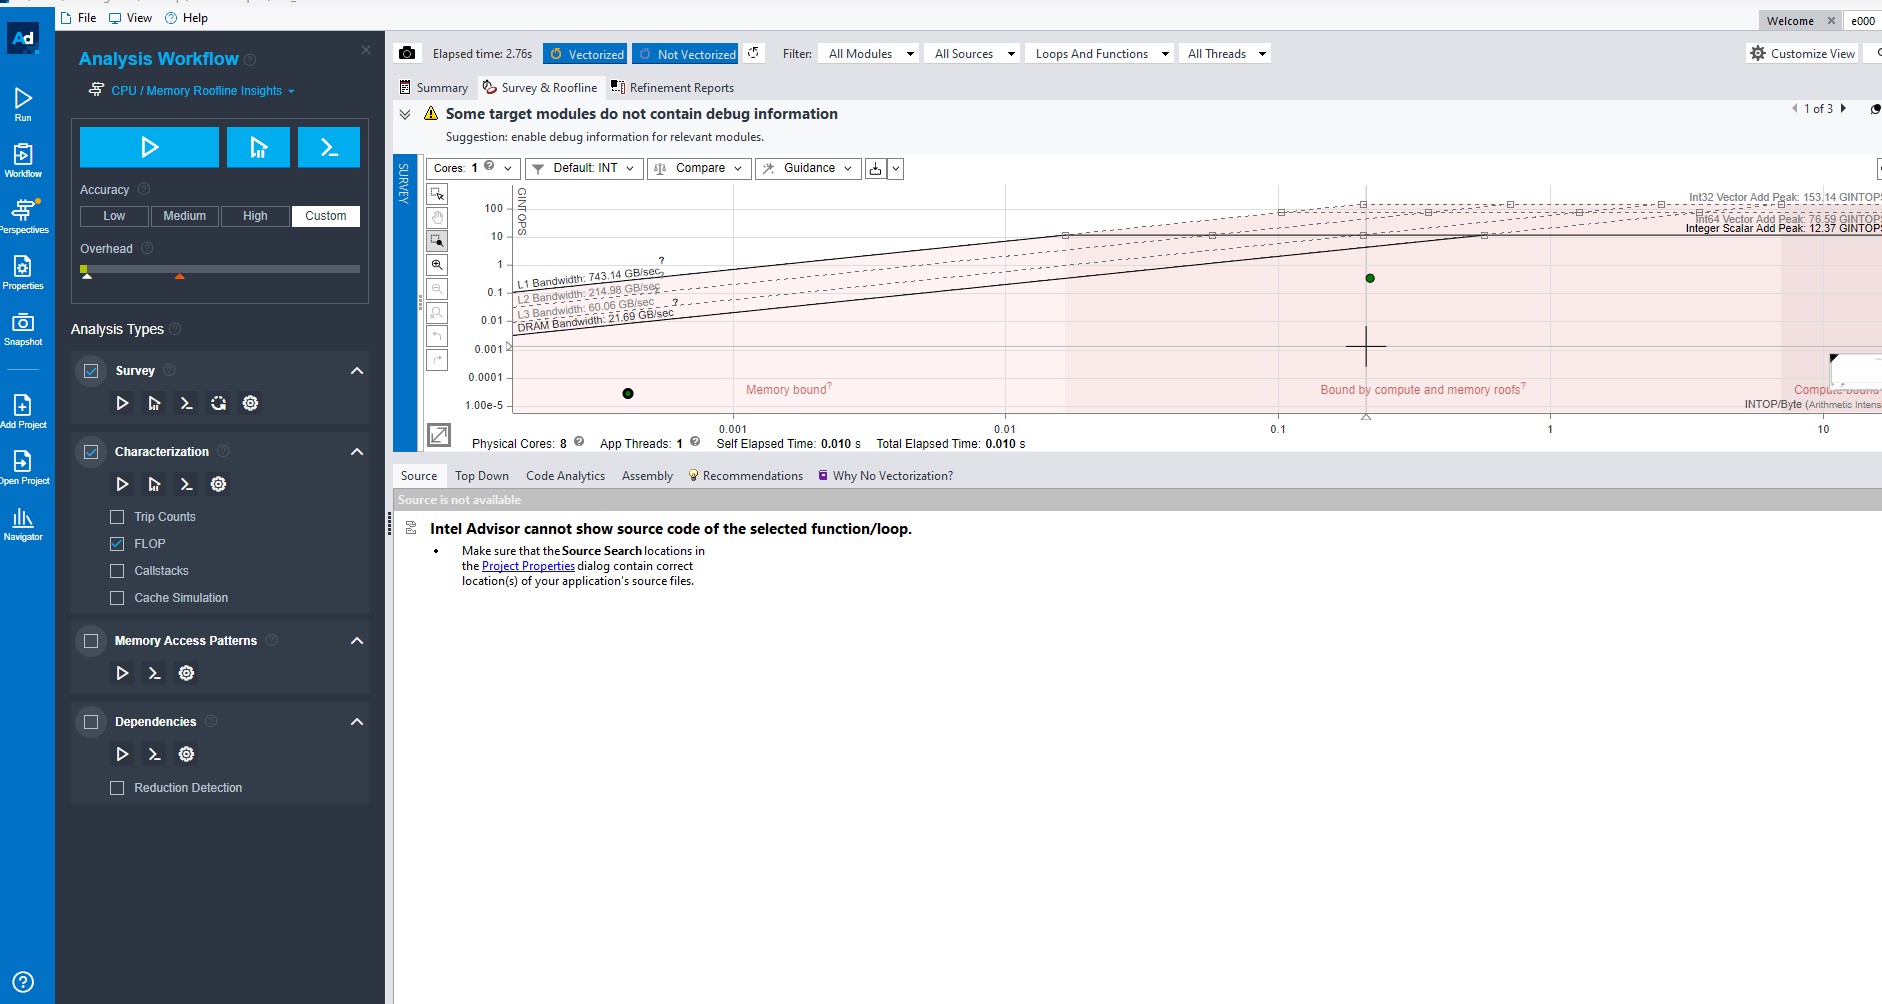 File View Help
Welcome e000
Ad
Run
Workflow
Perspectives
Properties
Snapshot
Add Project
Open Project
Navigator
Analysis Workflow
CPU / Memory Roofline Insights
Accuracy
Low Medium High Custom
Overhead
Analysis Types
Survey
Characterization
Trip Counts
FLOP
Callstacks
Cache Simulation
Memory Access Patterns
Dependencies
Reduction Detection
Elapsed time: 2.76s Vectorized Not Vectorized Filter: All Modules All Sources Loops And Functions All Threads Customize View
Summary Survey & Roofline Refinement Reports
Some target modules do not contain debug information
1 of 3
Suggestion: enable debug information for relevant modules.
SURVEY
Cores: 1 Default: INT Compare Guidance
GINTOPS
100
10
1
0.1
0.01
0.001
0.0001
1.00e-5
Int32 Vector Add Peak: 153.14 GINTOPS
Int64 Vector Add Peak: 76.59 GINTOPS
Integer Scalar Add Peak: 12.37 GINTOPS
L1 Bandwidth: 743.14 GB/sec ?
L2 Bandwidth: 214.98 GB/sec ?
L3 Bandwidth: 60.06 GB/sec
DRAM Bandwidth: 21.69 GB/sec ?
Memory bound? Bound by compute and memory roofs? Compute bound
INTOP/Byte (Arithmetic Intensi
0.001 0.01 0.1 1 10
Physical Cores: 8 App Threads: 1 Self Elapsed Time: 0.010 s Total Elapsed Time: 0.010 s
Source Top Down Code Analytics Assembly Recommendations Why No Vectorization?
Source is not available
Intel Advisor cannot show source code of the selected function/loop.
• Make sure that the Source Search locations in
the Project Properties dialog contain correct
location(s) of your application's source files.